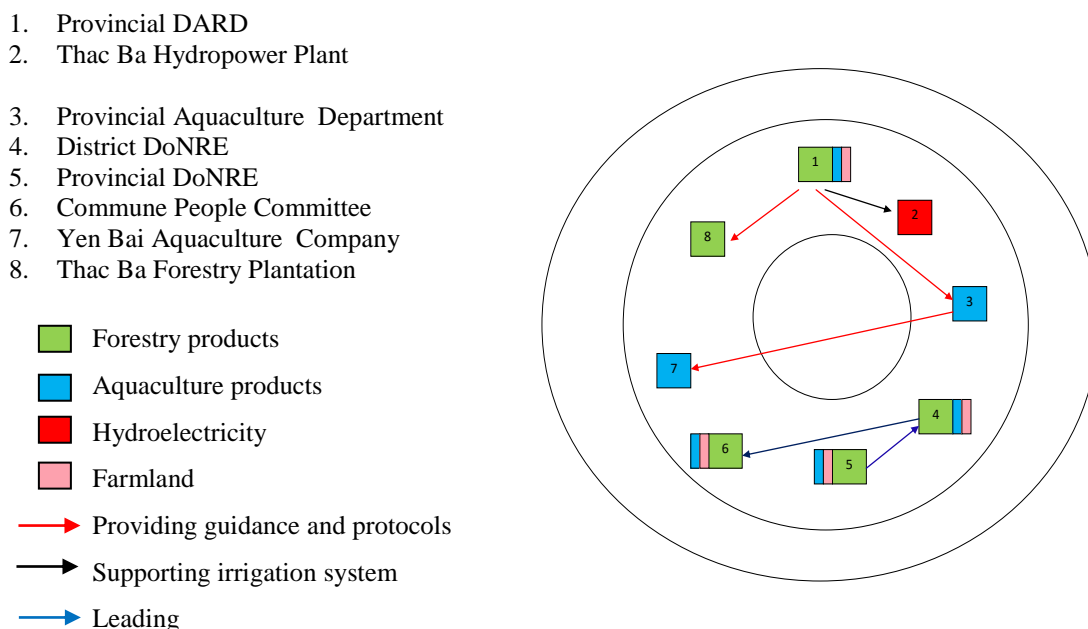 1. Provincial DARD
2. Thac Ba Hydropower Plant
3. Provincial Aquaculture Department
4. District DoNRE
5. Provincial DoNRE
6. Commune People Committee
7. Yen Bai Aquaculture Company
8. Thac Ba Forestry Plantation
Forestry products
Aquaculture products
Hydroelectricity
Farmland
Providing guidance and protocols
Supporting irrigation system
Leading
1
2
8
3
7
4
6
5